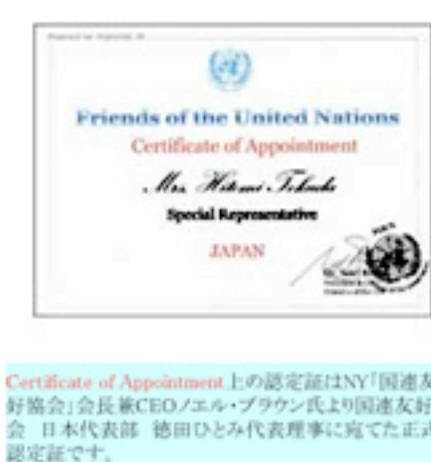 Friends of the United Nations
Certificate of Appointment
Mrs. Hitomi Tokuda
Special Representative
JAPAN
Certificate of Appointment上の認定証はNY「国連友
好協会」会長兼CEOノエル・ブラウン氏より国連友好
会 日本代表部 徳田ひとみ代表理事に宛てた正式
認定証です。